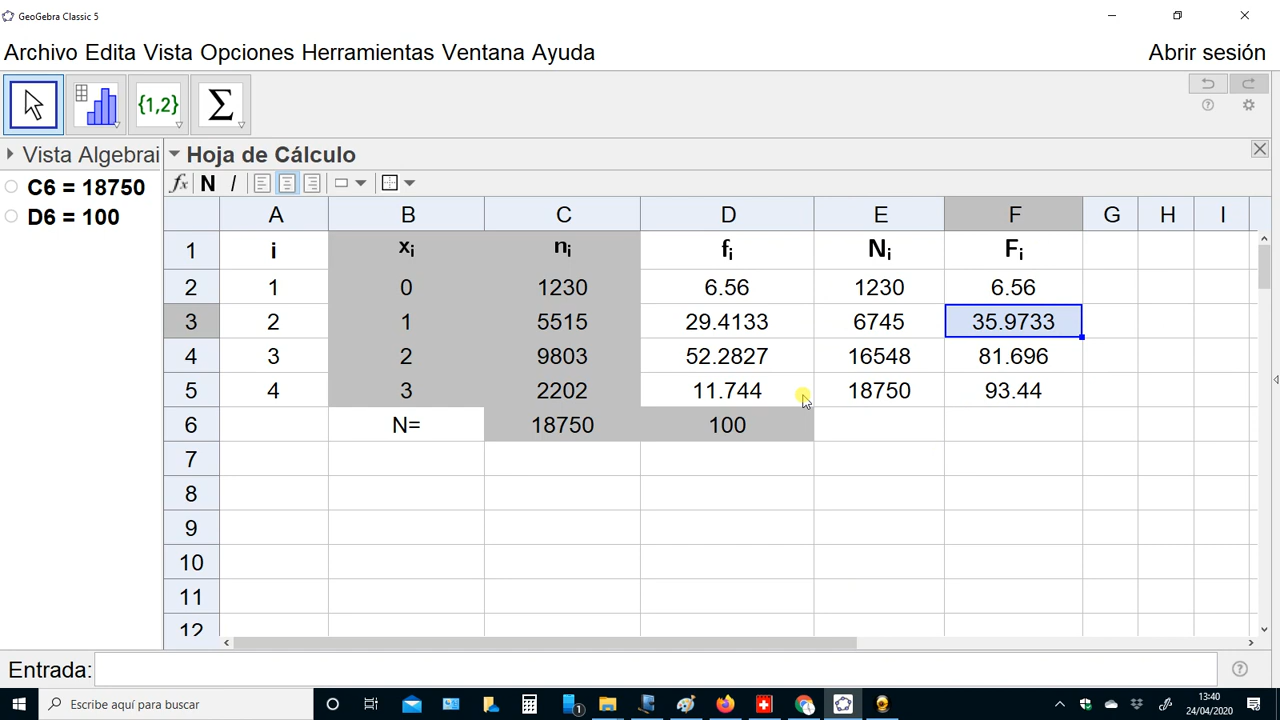 GeoGebra Classic 5
Archivo Edita Vista Opciones Herramientas Ventana Ayuda Abrir sesión
{1,2} Σ
Vista Algebrai Hoja de Cálculo
C6 = 18750
D6 = 100
fx N I
A B C D E F G H I
1 i xᵢ nᵢ fᵢ Nᵢ Fᵢ
2 1 0 1230 6.56 1230 6.56
3 2 1 5515 29.4133 6745 35.9733
4 3 2 9803 52.2827 16548 81.696
5 4 3 2202 11.744 18750 93.44
6 N= 18750 100
7
8
9
10
11
12
Entrada:
Escribe aquí para buscar
1
13:40
24/04/2020